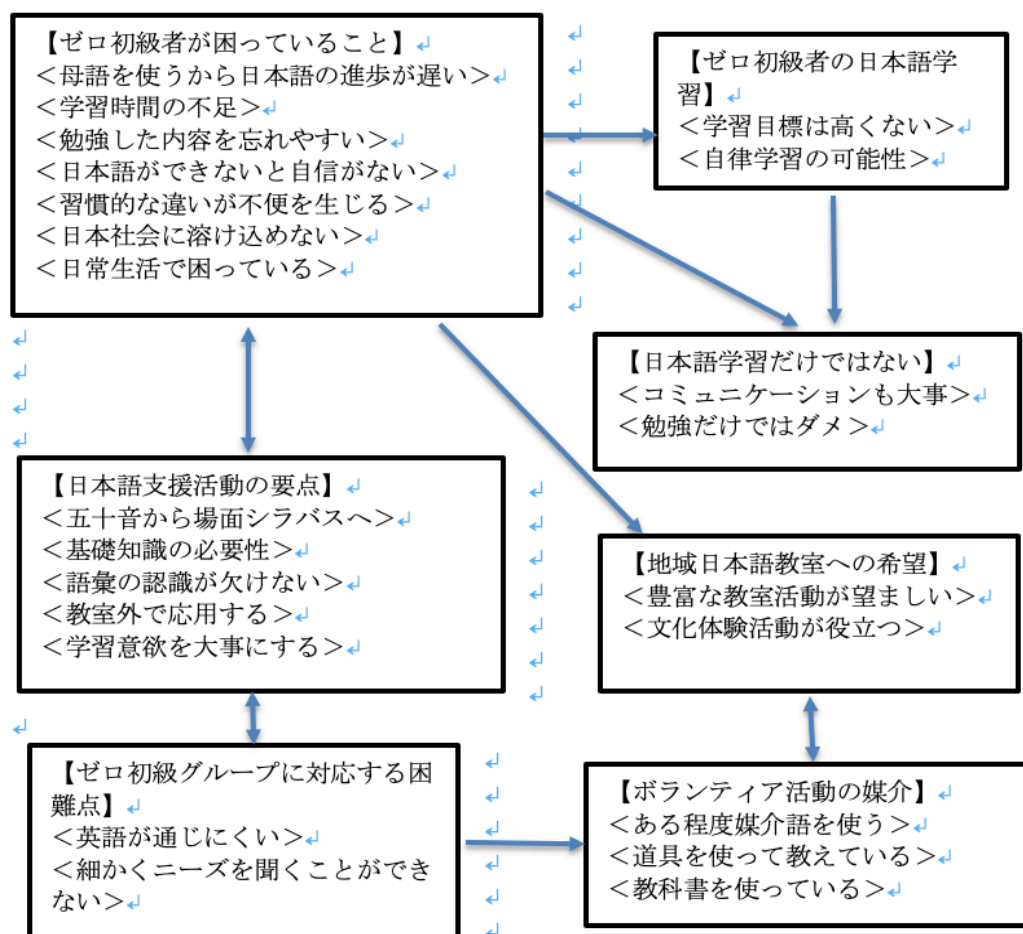 【ゼロ初級者が困っていること】
＜母語を使うから日本語の進歩が遅い＞
＜学習時間の不足＞
＜勉強した内容を忘れやすい＞
＜日本語ができないと自信がない＞
＜習慣的な違いが不便を生じる＞
＜日本社会に溶け込めない＞
＜日常生活で困っている＞
【ゼロ初級者の日本語学
習】
＜学習目標は高くない＞
＜自律学習の可能性＞
【日本語学習だけではない】
＜コミュニケーションも大事＞
＜勉強だけではダメ＞
【日本語支援活動の要点】
＜五十音から場面シラバスへ＞
＜基礎知識の必要性＞
＜語彙の認識が欠けない＞
＜教室外で応用する＞
＜学習意欲を大事にする＞
【地域日本語教室への希望】
＜豊富な教室活動が望ましい＞
＜文化体験活動が役立つ＞
【ゼロ初級グループに対応する困
難点】
＜英語が通じにくい＞
＜細かくニーズを聞くことができ
ない＞
【ボランティア活動の媒介】
＜ある程度媒介語を使う＞
＜道具を使って教えている＞
＜教科書を使っている＞